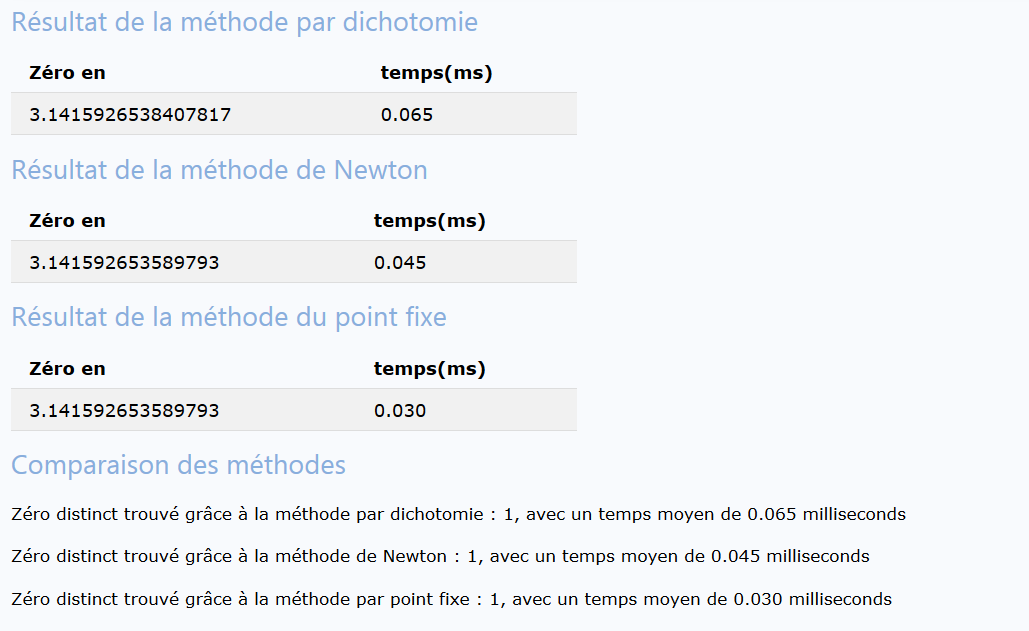 Résultat de la méthode par dichotomie
Zéro en temps(ms)
3.1415926538407817 0.065
Résultat de la méthode de Newton
Zéro en temps(ms)
3.141592653589793 0.045
Résultat de la méthode du point fixe
Zéro en temps(ms)
3.141592653589793 0.030
Comparaison des méthodes
Zéro distinct trouvé grâce à la méthode par dichotomie : 1, avec un temps moyen de 0.065 milliseconds
Zéro distinct trouvé grâce à la méthode de Newton : 1, avec un temps moyen de 0.045 milliseconds
Zéro distinct trouvé grâce à la méthode par point fixe : 1, avec un temps moyen de 0.030 milliseconds